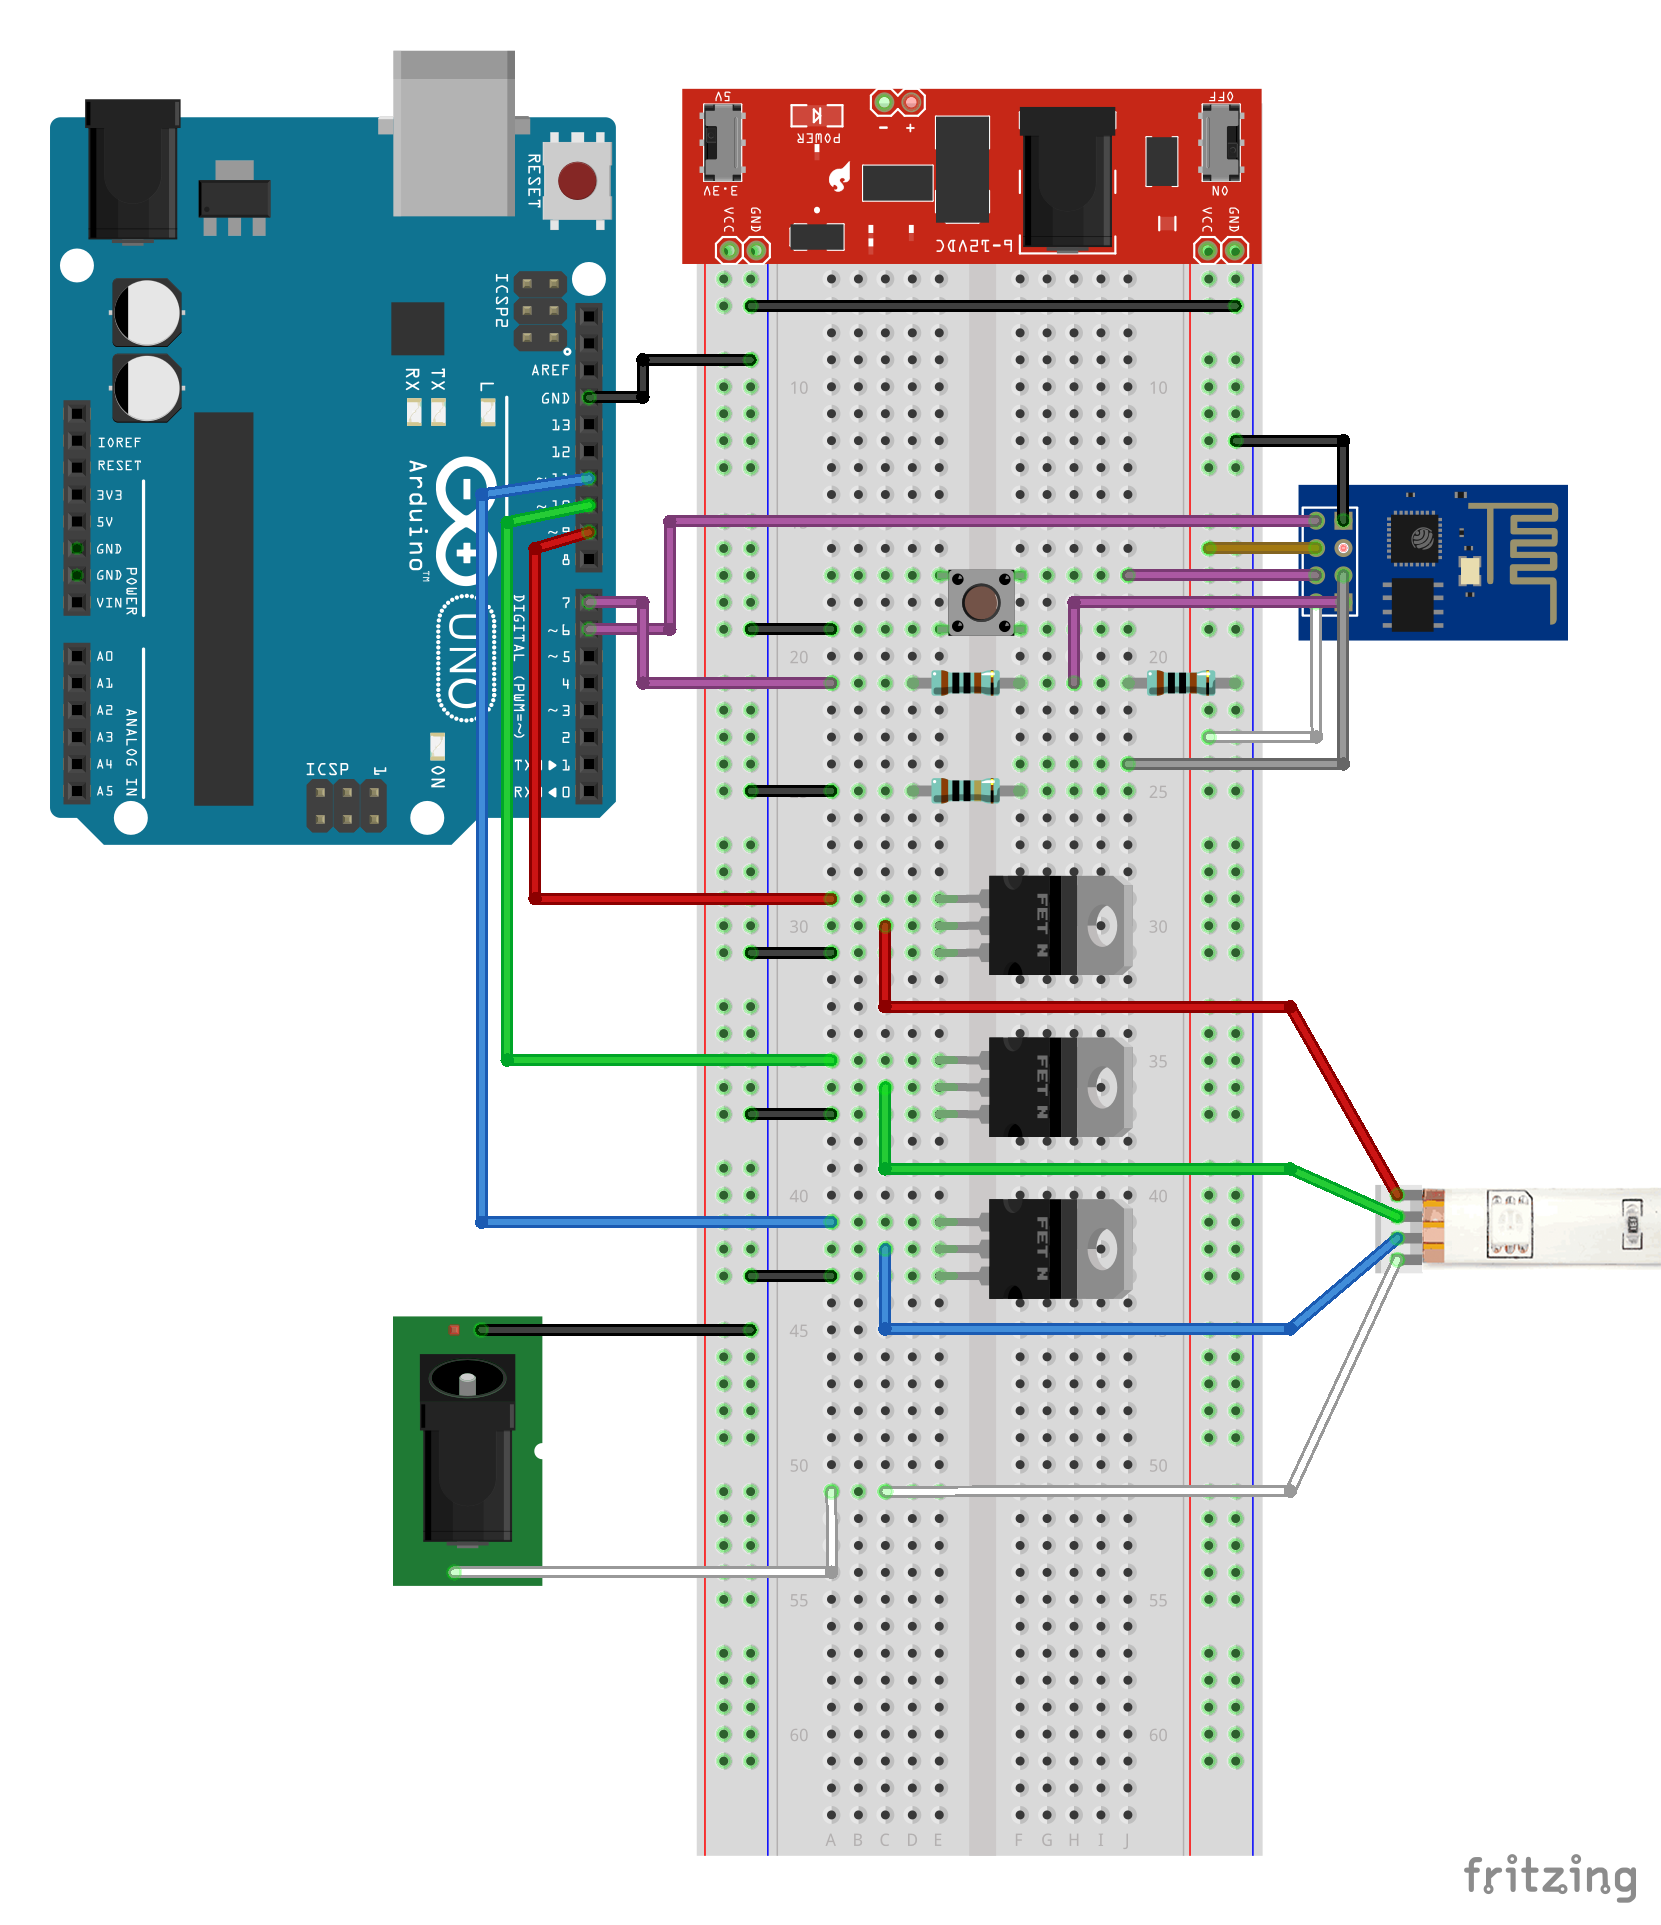 RESET
ICSP2
AREF
GND
13
12
~11
~10
~9
8
RX
TX
L
IOREF
RESET
3V3
5V
GND
GND
VIN
POWER
Arduino™
UNO
DIGITAL (PWM=~)
7
~6
~5
4
~3
2
TX▶1
RX◀0
A0
A1
A2
A3
A4
A5
ANALOG IN
ICSP
1
ON
5V
3.3V
POWER
- +
OFF
ON
VCC
GND
VCC
GND
6-12VDC
10
10
20
20
25
30
30
35
40
40
45
50
50
55
55
60
60
FET N
FET N
FET N
A B C D E
F G H I J
fritzing